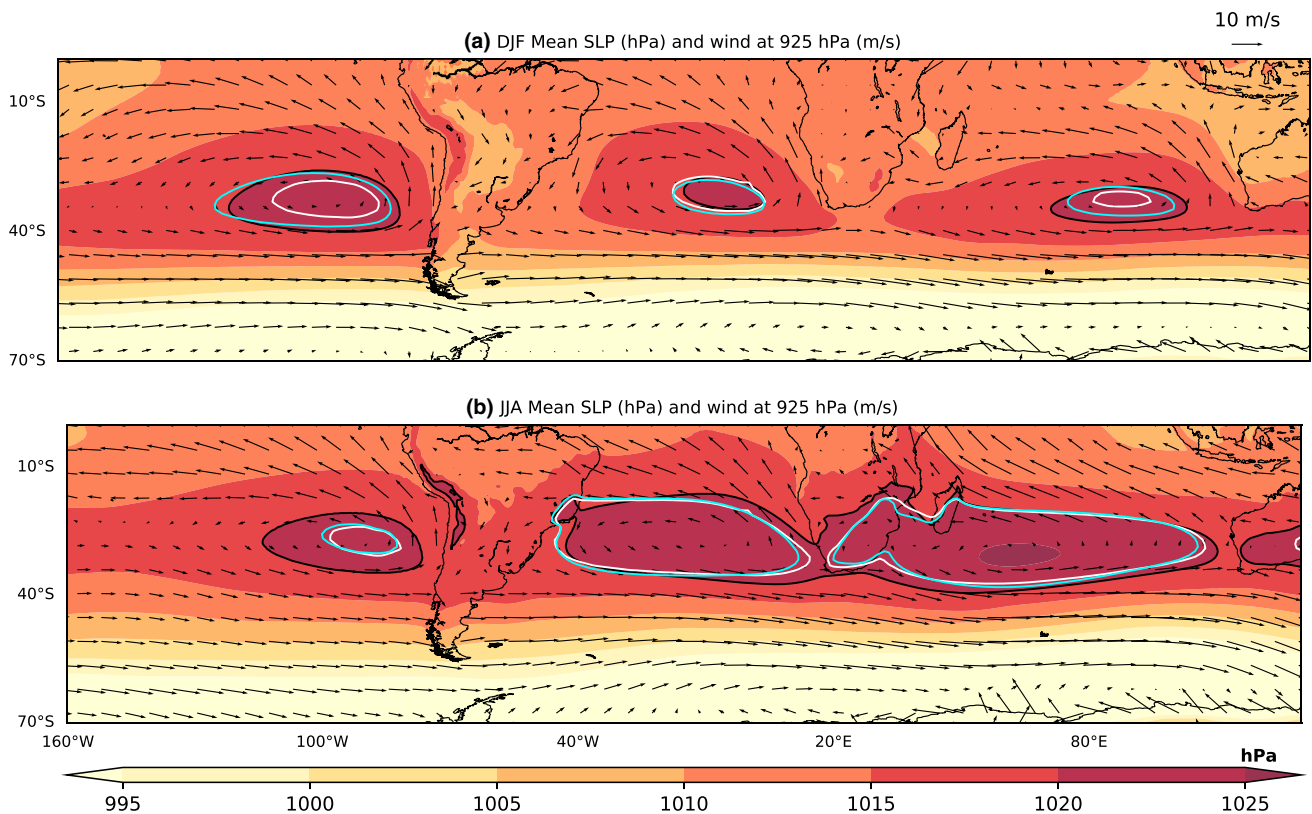 10 m/s
(a) DJF Mean SLP (hPa) and wind at 925 hPa (m/s)
10°S
40°S
70°S
(b) JJA Mean SLP (hPa) and wind at 925 hPa (m/s)
10°S
40°S
70°S
160°W 100°W 40°W 20°E 80°E
hPa
995 1000 1005 1010 1015 1020 1025